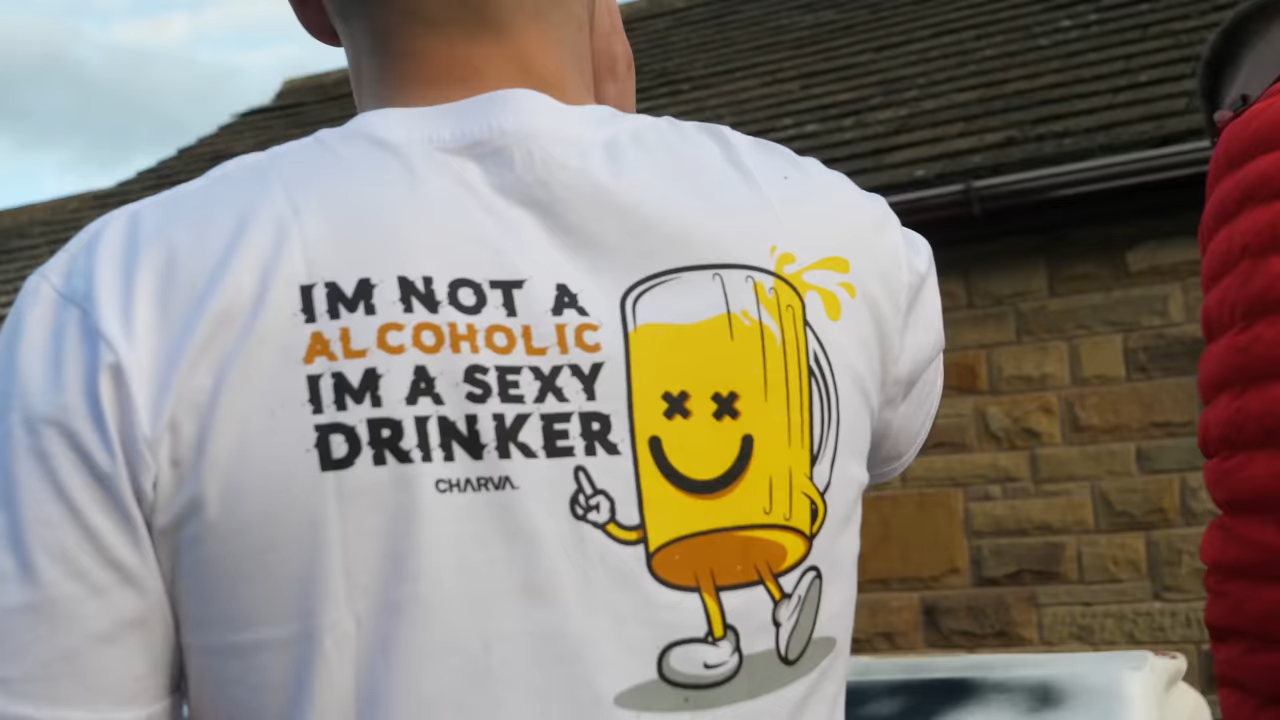 IM NOT A
ALCOHOLIC
IM A SEXY
DRINKER
CHARVA.